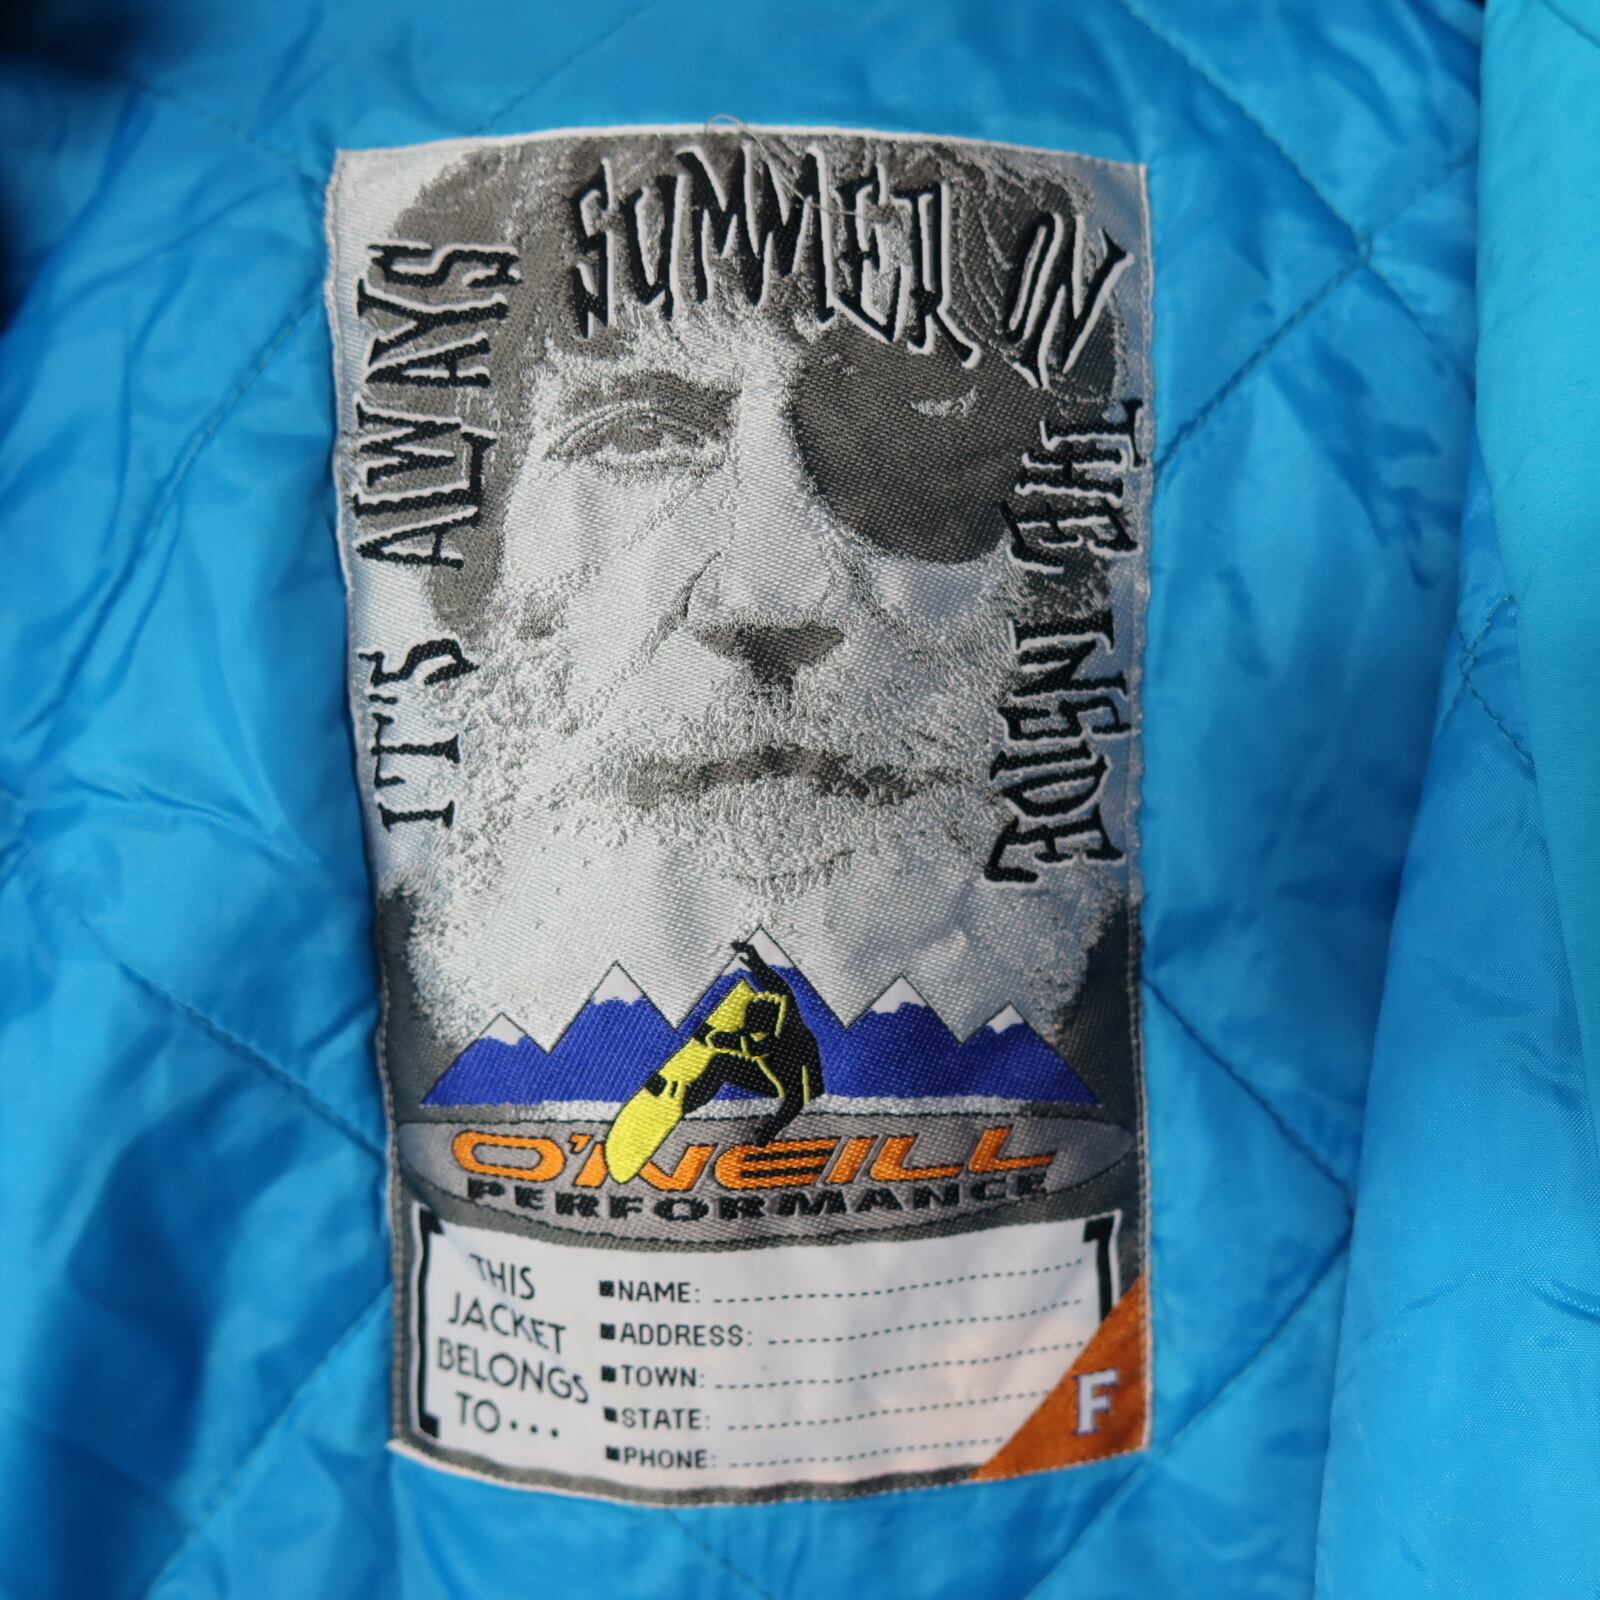 IT'S ALWAYS
SUMMER ON
THE INSIDE
O'NEILL
PERFORMANCE
THIS
JACKET
BELONGS
TO...
NAME:
ADDRESS:
TOWN:
STATE:
PHONE:
F